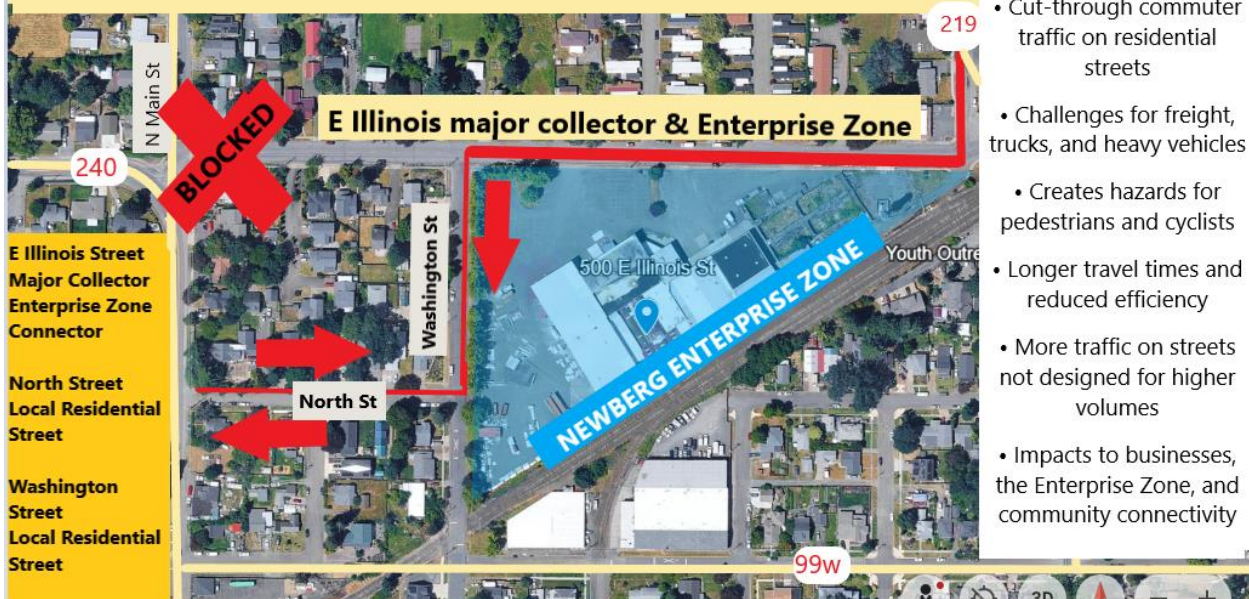 • Cut-through commuter
traffic on residential
streets
• Challenges for freight,
trucks, and heavy vehicles
• Creates hazards for
pedestrians and cyclists
• Longer travel times and
reduced efficiency
• More traffic on streets
not designed for higher
volumes
• Impacts to businesses,
the Enterprise Zone, and
community connectivity
219
N Main St
BLOCKED
E Illinois major collector & Enterprise Zone
240
E Illinois Street
Major Collector
Enterprise Zone
Connector
North Street
Local Residential
Street
Washington
Street
Local Residential
Street
Washington St
500 E Illinois St
NEWBERG ENTERPRISE ZONE
Youth Outre
North St
99w
3D